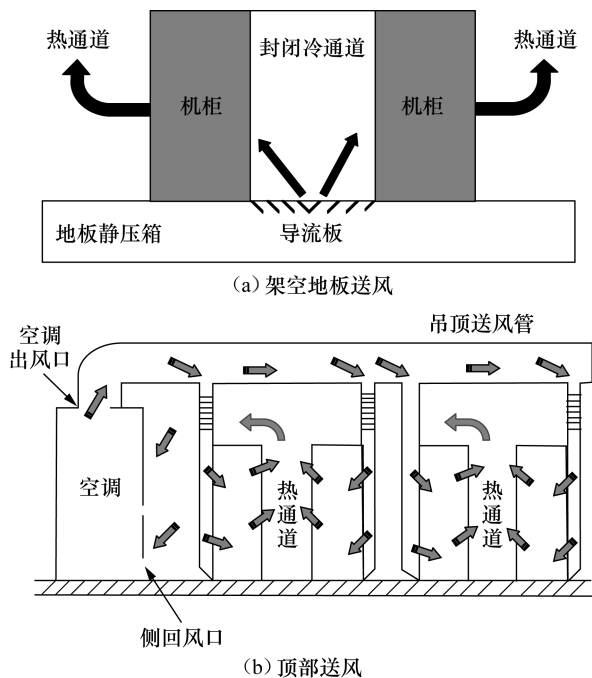 热通道
封闭冷通道
热通道
机柜
机柜
地板静压箱
导流板
(a) 架空地板送风
吊顶送风管
空调
出风口
空调
热
通
道
热
通
道
侧回风口
(b) 顶部送风